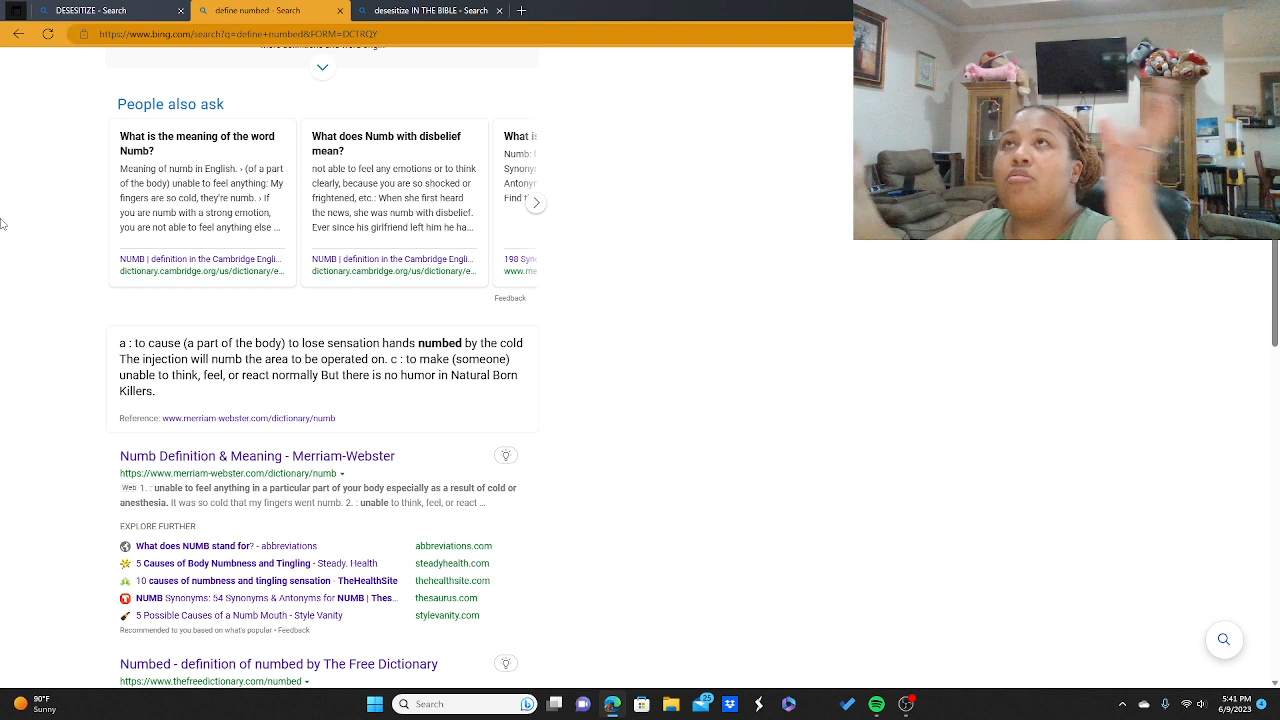 DESESITIZE - Search
define numbed - Search
desesitize IN THE BIBLE - Search
https://www.bing.com/search?q=define+numbed&FORM=DCTRQY
People also ask
What is the meaning of the word
Numb?
Meaning of numb in English. › (of a part
of the body) unable to feel anything: My
fingers are so cold, they're numb. › If
you are numb with a strong emotion,
you are not able to feel anything else ...
NUMB | definition in the Cambridge Engli...
dictionary.cambridge.org/us/dictionary/e...
What does Numb with disbelief
mean?
not able to feel any emotions or to think
clearly, because you are so shocked or
frightened, etc.: When she first heard
the news, she was numb with disbelief.
Ever since his girlfriend left him he ha...
NUMB | definition in the Cambridge Engli...
dictionary.cambridge.org/us/dictionary/e...
What is
Numb:
Synonyr
Antonyr
Find t
198 Syn
www.me
Feedback
a : to cause (a part of the body) to lose sensation hands numbed by the cold
The injection will numb the area to be operated on. c : to make (someone)
unable to think, feel, or react normally But there is no humor in Natural Born
Killers.
Reference: www.merriam-webster.com/dictionary/numb
Numb Definition & Meaning - Merriam-Webster
https://www.merriam-webster.com/dictionary/numb
Web 1. : unable to feel anything in a particular part of your body especially as a result of cold or
anesthesia. It was so cold that my fingers went numb. 2. : unable to think, feel, or react ...
EXPLORE FURTHER
What does NUMB stand for? - abbreviations abbreviations.com
5 Causes of Body Numbness and Tingling - Steady. Health steadyhealth.com
10 causes of numbness and tingling sensation - TheHealthSite thehealthsite.com
NUMB Synonyms: 54 Synonyms & Antonyms for NUMB | Thes... thesaurus.com
5 Possible Causes of a Numb Mouth - Style Vanity stylevanity.com
Recommended to you based on what's popular • Feedback
Numbed - definition of numbed by The Free Dictionary
https://www.thefreedictionary.com/numbed
90°F
Sunny
Search
25
5:41 PM
6/9/2023
4